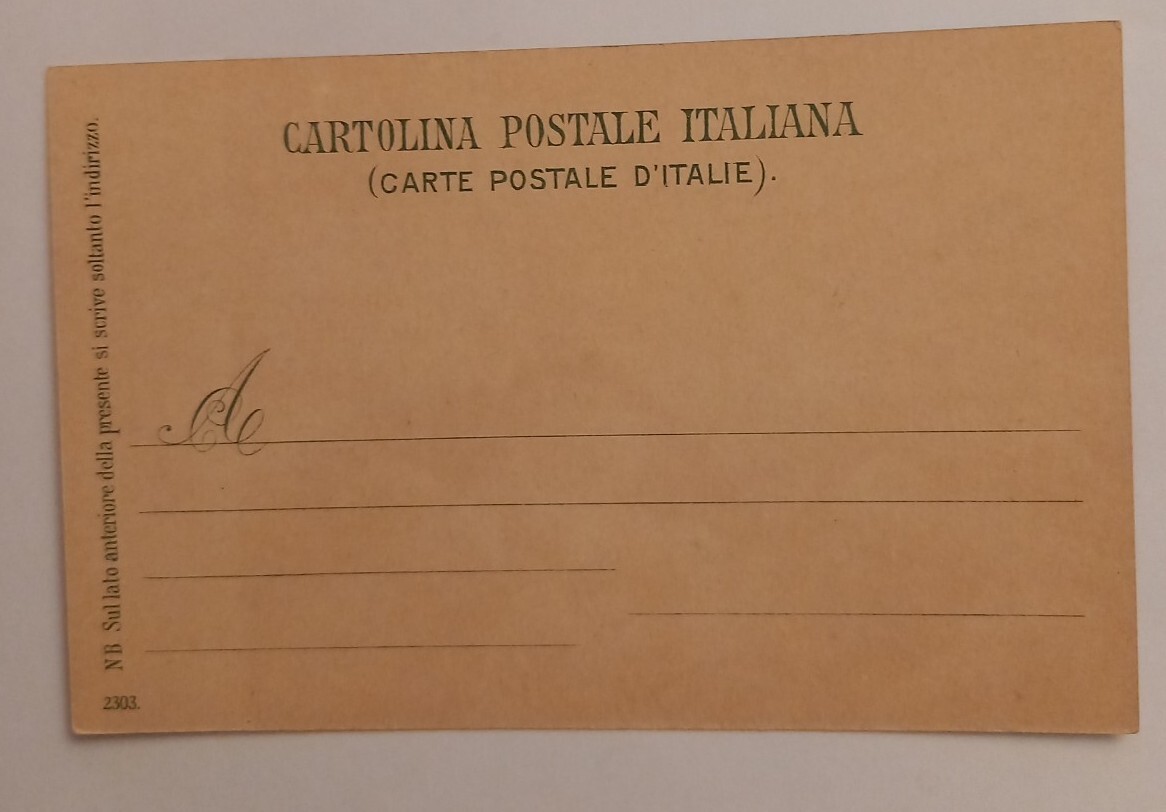 CARTOLINA POSTALE ITALIANA
(CARTE POSTALE D'ITALIE).
A
NB Sul lato anteriore della presente si scrive soltanto l'indirizzo.
2303.